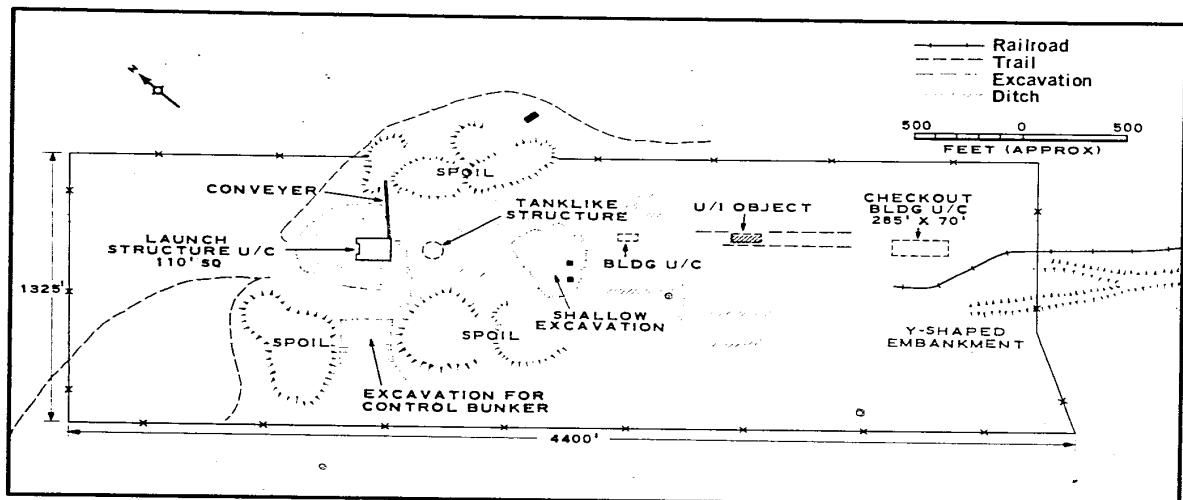 Railroad
Trail
Excavation
Ditch
N
500 0 500
FEET (APPROX)
SPOIL
CONVEYER
TANKLIKE
STRUCTURE
U/I OBJECT
CHECKOUT
BLDG U/C
285' X 70'
LAUNCH
STRUCTURE U/C
110' SQ
BLDG U/C
1325'
SHALLOW
EXCAVATION
SPOIL
SPOIL
Y-SHAPED
EMBANKMENT
EXCAVATION FOR
CONTROL BUNKER
4400'